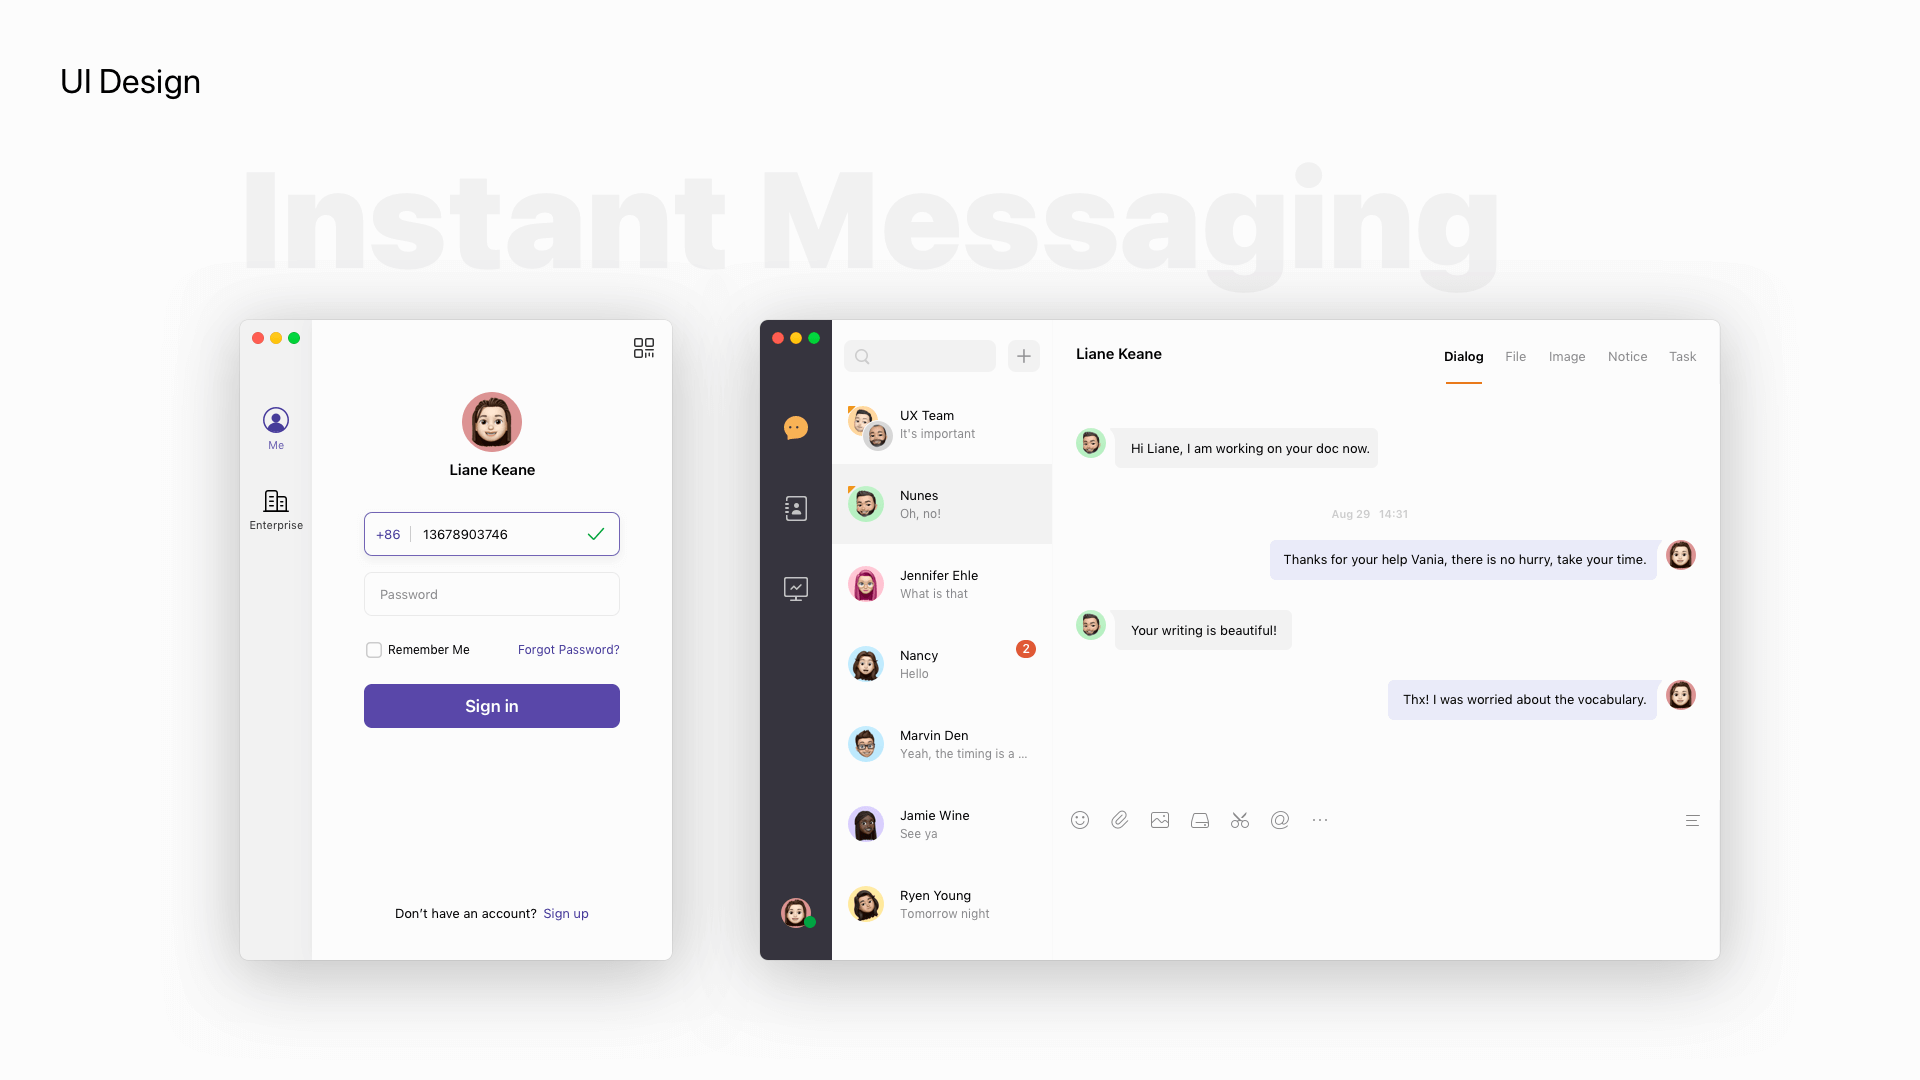 UI Design
Instant Messaging
Me
Enterprise
Liane Keane
+86 13678903746
Password
Remember Me Forgot Password?
Sign in
Don't have an account? Sign up
UX Team
It's important
Nunes
Oh, no!
Jennifer Ehle
What is that
Nancy
2
Hello
Marvin Den
Yeah, the timing is a ...
Jamie Wine
See ya
Ryen Young
Tomorrow night
Liane Keane
Dialog File Image Notice Task
Hi Liane, I am working on your doc now.
Aug 29 14:31
Thanks for your help Vania, there is no hurry, take your time.
Your writing is beautiful!
Thx! I was worried about the vocabulary.